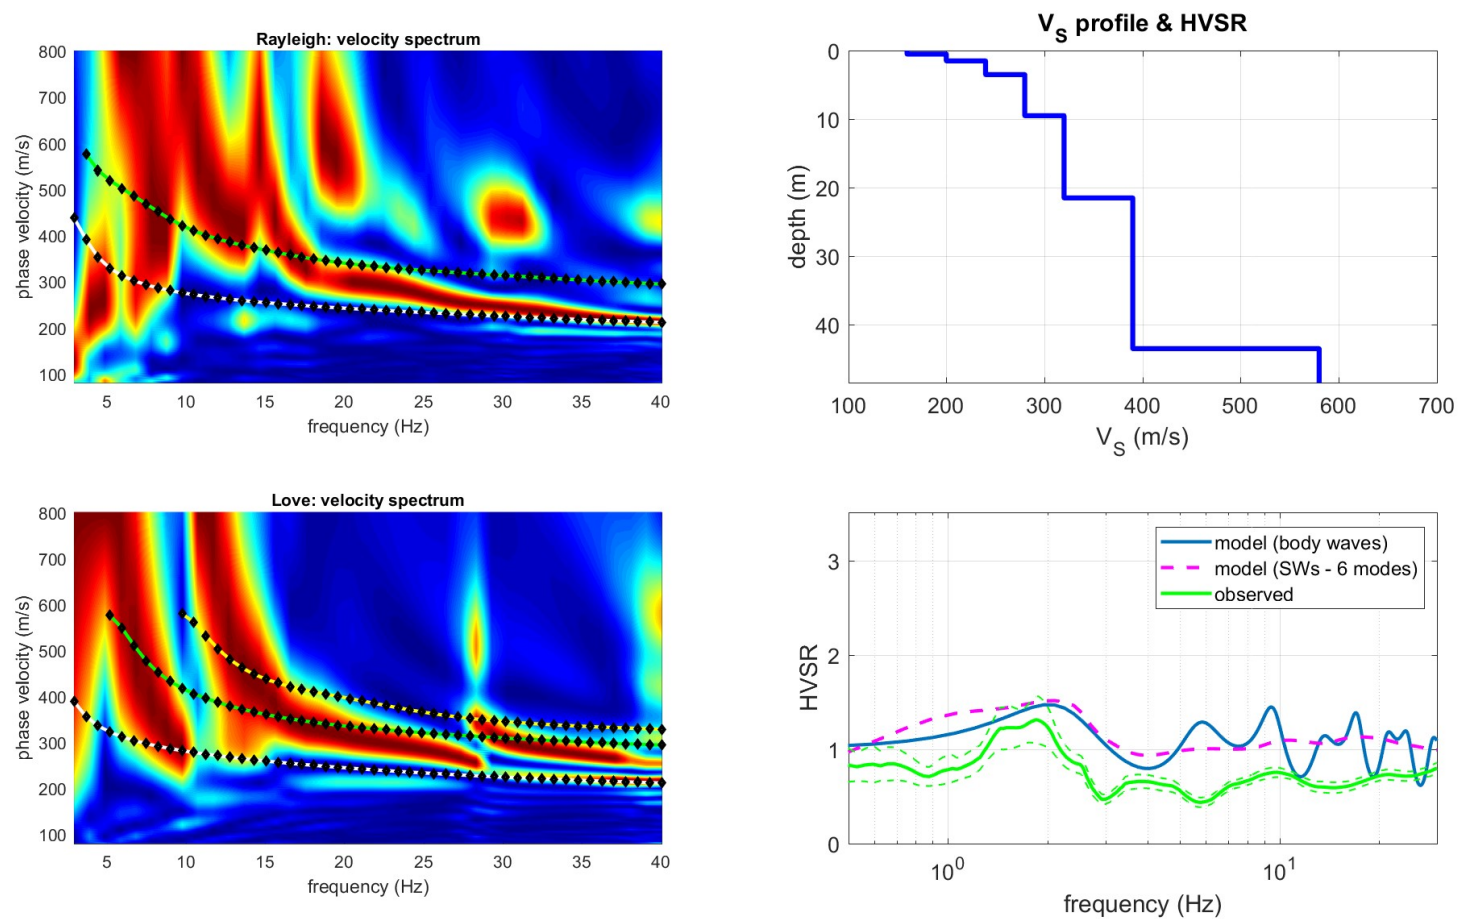 Rayleigh: velocity spectrum
800
700
600
500
400
300
200
100
phase velocity (m/s)
5 10 15 20 25 30 35 40
frequency (Hz)
VS profile & HVSR
0
10
20
30
40
depth (m)
100 200 300 400 500 600 700
VS (m/s)
Love: velocity spectrum
800
700
600
500
400
300
200
100
phase velocity (m/s)
5 10 15 20 25 30 35 40
frequency (Hz)
model (body waves)
model (SWs - 6 modes)
observed
3
2
1
0
HVSR
10^0 10^1
frequency (Hz)